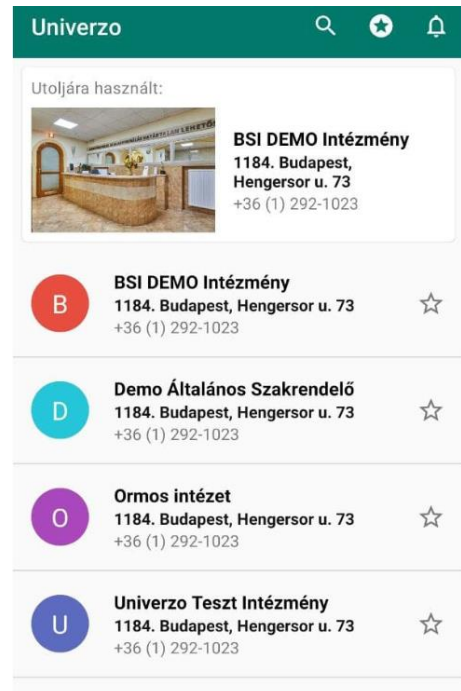 Univerzo
Utoljára használt:
BSI DEMO Intézmény
1184. Budapest,
Hengersor u. 73
+36 (1) 292-1023
B
BSI DEMO Intézmény
1184. Budapest, Hengersor u. 73
+36 (1) 292-1023
D
Demo Általános Szakrendelő
1184. Budapest, Hengersor u. 73
+36 (1) 292-1023
O
Ormos intézet
1184. Budapest, Hengersor u. 73
+36 (1) 292-1023
U
Univerzo Teszt Intézmény
1184. Budapest, Hengersor u. 73
+36 (1) 292-1023